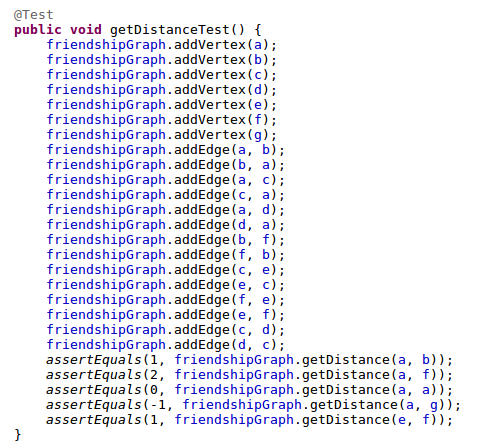 @Test
public void getDistanceTest() {
    friendshipGraph.addVertex(a);
    friendshipGraph.addVertex(b);
    friendshipGraph.addVertex(c);
    friendshipGraph.addVertex(d);
    friendshipGraph.addVertex(e);
    friendshipGraph.addVertex(f);
    friendshipGraph.addVertex(g);
    friendshipGraph.addEdge(a, b);
    friendshipGraph.addEdge(b, a);
    friendshipGraph.addEdge(a, c);
    friendshipGraph.addEdge(c, a);
    friendshipGraph.addEdge(a, d);
    friendshipGraph.addEdge(d, a);
    friendshipGraph.addEdge(b, f);
    friendshipGraph.addEdge(f, b);
    friendshipGraph.addEdge(c, e);
    friendshipGraph.addEdge(e, c);
    friendshipGraph.addEdge(f, e);
    friendshipGraph.addEdge(e, f);
    friendshipGraph.addEdge(c, d);
    friendshipGraph.addEdge(d, c);
    assertEquals(1, friendshipGraph.getDistance(a, b));
    assertEquals(2, friendshipGraph.getDistance(a, f));
    assertEquals(0, friendshipGraph.getDistance(a, a));
    assertEquals(-1, friendshipGraph.getDistance(a, g));
    assertEquals(1, friendshipGraph.getDistance(e, f));
}